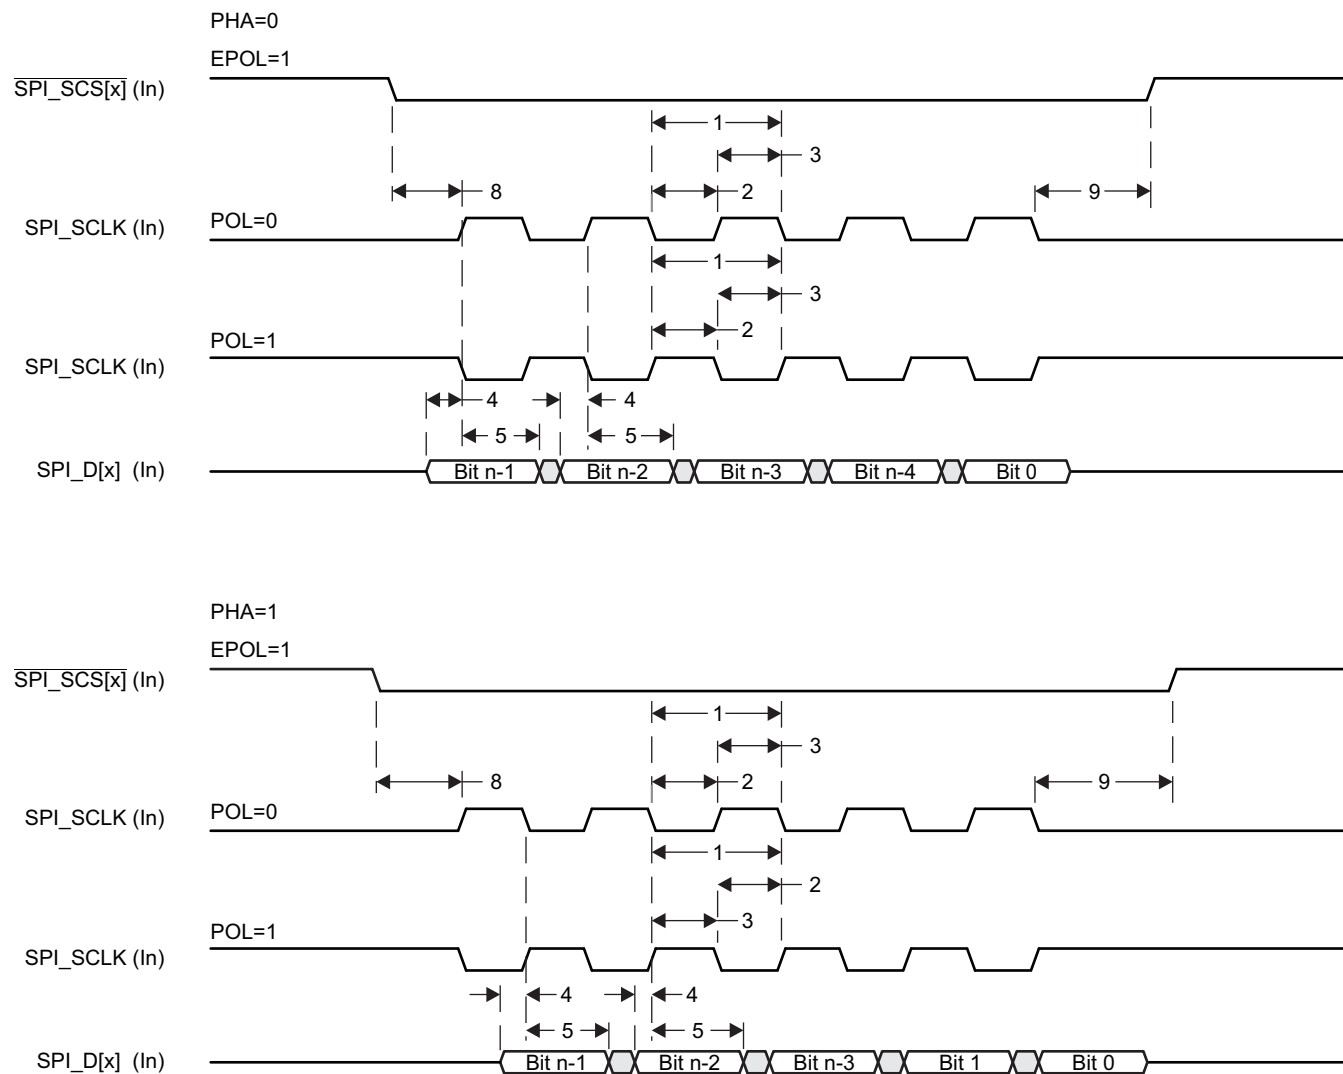 PHA=0
EPOL=1
SPI_SCS[x] (In)
1
3
8
2
9
SPI_SCLK (In)
POL=0
1
3
2
POL=1
SPI_SCLK (In)
4
4
5
5
SPI_D[x] (In)
Bit n-1
Bit n-2
Bit n-3
Bit n-4
Bit 0
PHA=1
EPOL=1
SPI_SCS[x] (In)
1
3
8
2
9
SPI_SCLK (In)
POL=0
1
2
3
POL=1
SPI_SCLK (In)
4
4
5
5
SPI_D[x] (In)
Bit n-1
Bit n-2
Bit n-3
Bit 1
Bit 0